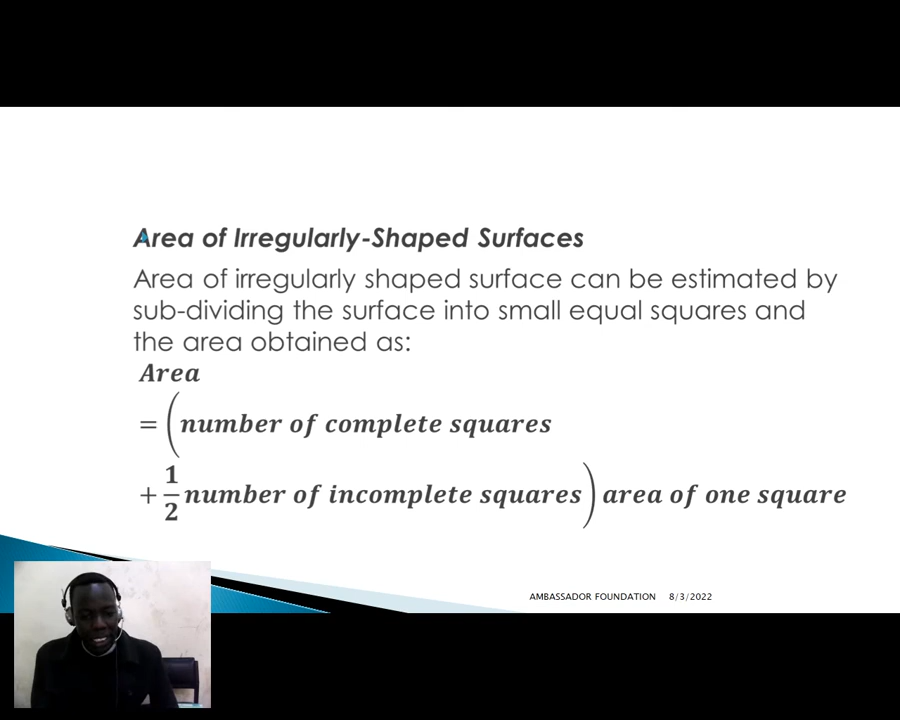 Area of Irregularly-Shaped Surfaces
Area of irregularly shaped surface can be estimated by
sub-dividing the surface into small equal squares and
the area obtained as:
Area
= (number of complete squares
+ 1/2 number of incomplete squares) area of one square
AMBASSADOR FOUNDATION 8/3/2022